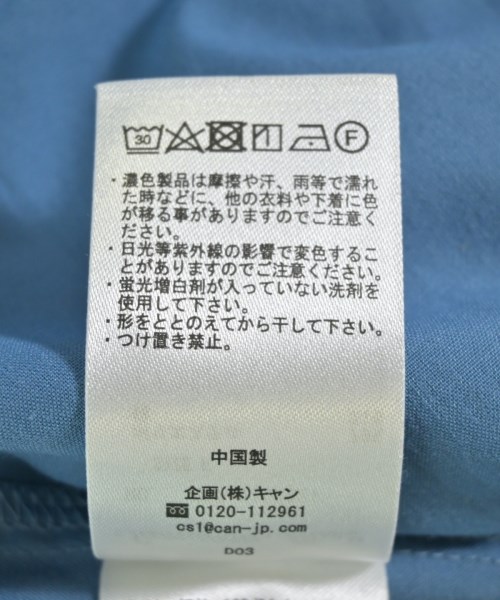 30 F
・濃色製品は摩擦や汗、雨等で濡れ
た時などに、他の衣料や下着に色
が移る事がありますのでご注意く
ださい。
・日光等紫外線の影響で変色するこ
とがありますのでご注意ください。
・蛍光増白剤が入っていない洗剤を
使用して下さい。
・形をととのえてから干して下さい。
・つけ置き禁止。
中国製
企画(株)キャン
0120-112961
cs1@can-jp.com
D03